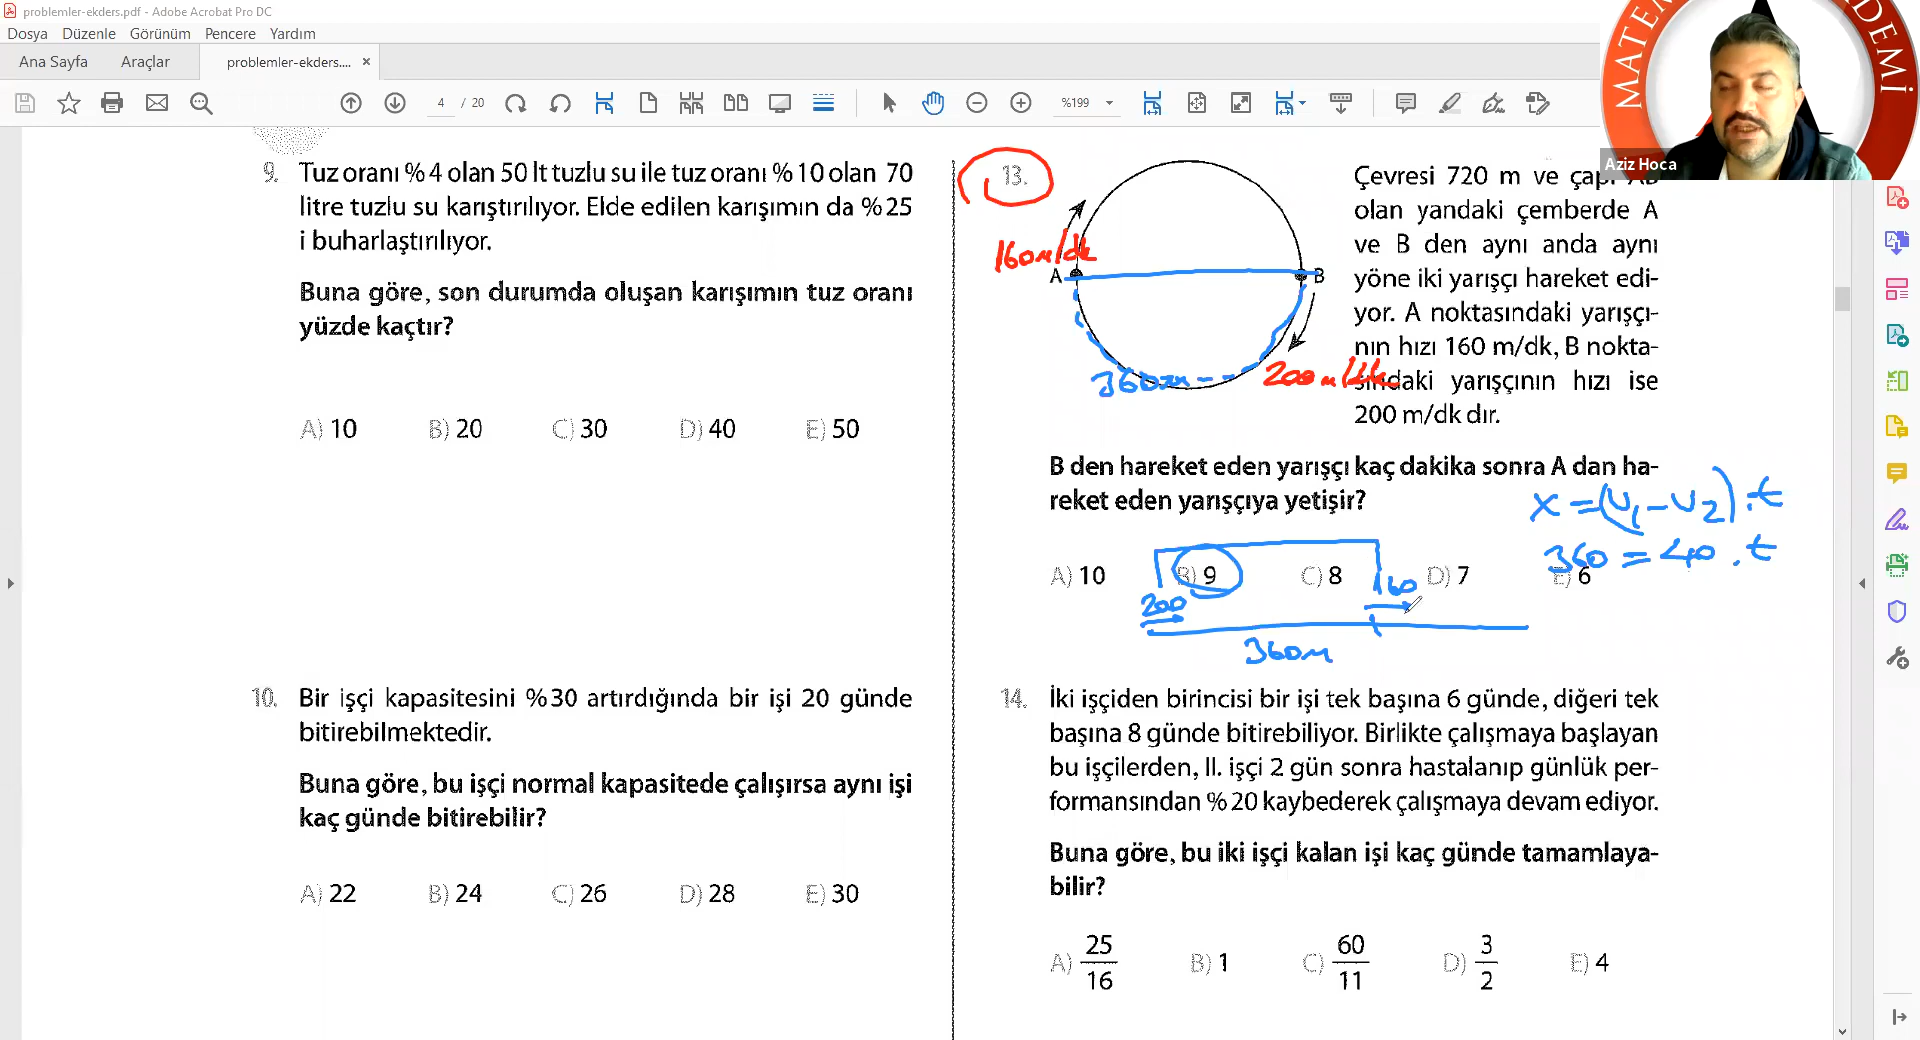 problemler-ekders.pdf - Adobe Acrobat Pro DC
Dosya Düzenle Görünüm Pencere Yardım
Ana Sayfa Araçlar problemler-ekders.... ×
4 / 20 %199
MATEM
DEMİ
Aziz Hoca
9. Tuz oranı %4 olan 50 lt tuzlu su ile tuz oranı %10 olan 70
litre tuzlu su karıştırılıyor. Elde edilen karışımın da %25
i buharlaştırılıyor.
Buna göre, son durumda oluşan karışımın tuz oranı
yüzde kaçtır?
A) 10 B) 20 C) 30 D) 40 E) 50
10. Bir işçi kapasitesini %30 artırdığında bir işi 20 günde
bitirebilmektedir.
Buna göre, bu işçi normal kapasitede çalışırsa aynı işi
kaç günde bitirebilir?
A) 22 B) 24 C) 26 D) 28 E) 30
13.
160m/dk
A B
360m
200m/dk
Çevresi 720 m ve çapı AB
olan yandaki çemberde A
ve B den aynı anda aynı
yöne iki yarışçı hareket edi-
yor. A noktasındaki yarışçı-
nın hızı 160 m/dk, B nokta-
sındaki yarışçının hızı ise
200 m/dk dır.
B den hareket eden yarışçı kaç dakika sonra A dan ha-
reket eden yarışçıya yetişir?
x = (v1 - v2).t
360 = 40.t
A) 10 B) 9 C) 8 D) 7 E) 6
200 160
360m
14. İki işçiden birincisi bir işi tek başına 6 günde, diğeri tek
başına 8 günde bitirebiliyor. Birlikte çalışmaya başlayan
bu işçilerden, II. işçi 2 gün sonra hastalanıp günlük per-
formansından %20 kaybederek çalışmaya devam ediyor.
Buna göre, bu iki işçi kalan işi kaç günde tamamlaya-
bilir?
A) 25/16 B) 1 C) 60/11 D) 3/2 E) 4